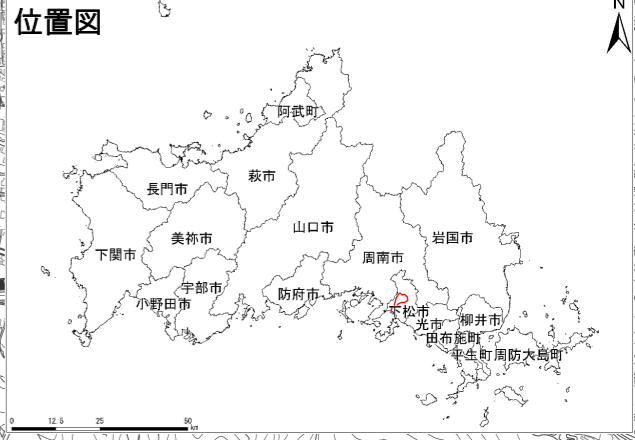 位置図
N
阿武町
萩市
長門市
山口市
美祢市
岩国市
下関市
周南市
宇部市
防府市
小野田市
下松市
光市
柳井市
田布施町
平生町
周防大島町
0 12.5 25 50
km